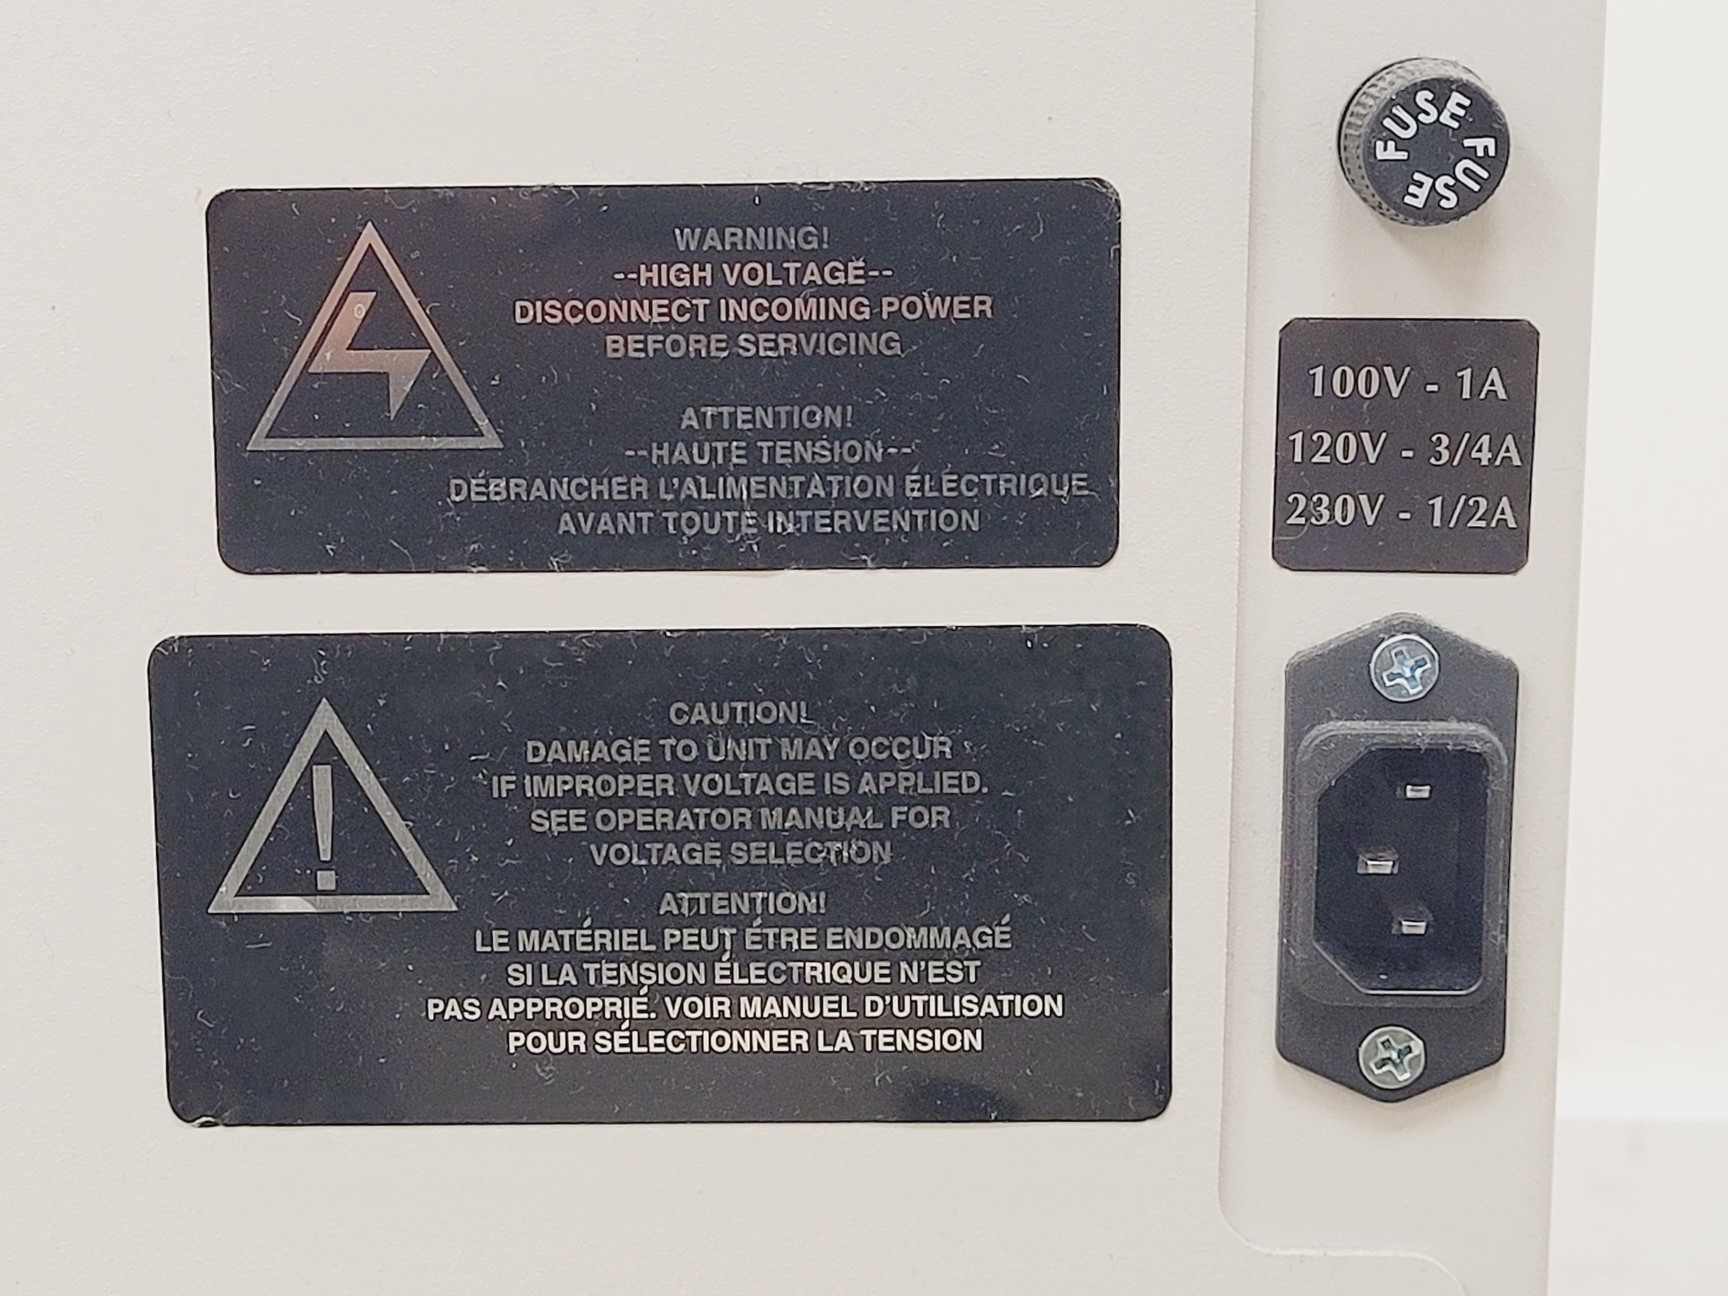 FUSE FUSE
WARNING!
--HIGH VOLTAGE--
DISCONNECT INCOMING POWER
BEFORE SERVICING
ATTENTION!
--HAUTE TENSION--
DÉBRANCHER L'ALIMENTATION ÉLECTRIQUE
AVANT TOUTE INTERVENTION
100V - 1A
120V - 3/4A
230V - 1/2A
CAUTION!
DAMAGE TO UNIT MAY OCCUR
IF IMPROPER VOLTAGE IS APPLIED.
SEE OPERATOR MANUAL FOR
VOLTAGE SELECTION
ATTENTION!
LE MATÉRIEL PEUT ÉTRE ENDOMMAGÉ
SI LA TENSION ÉLECTRIQUE N'EST
PAS APPROPRIÉ. VOIR MANUEL D'UTILISATION
POUR SÉLECTIONNER LA TENSION